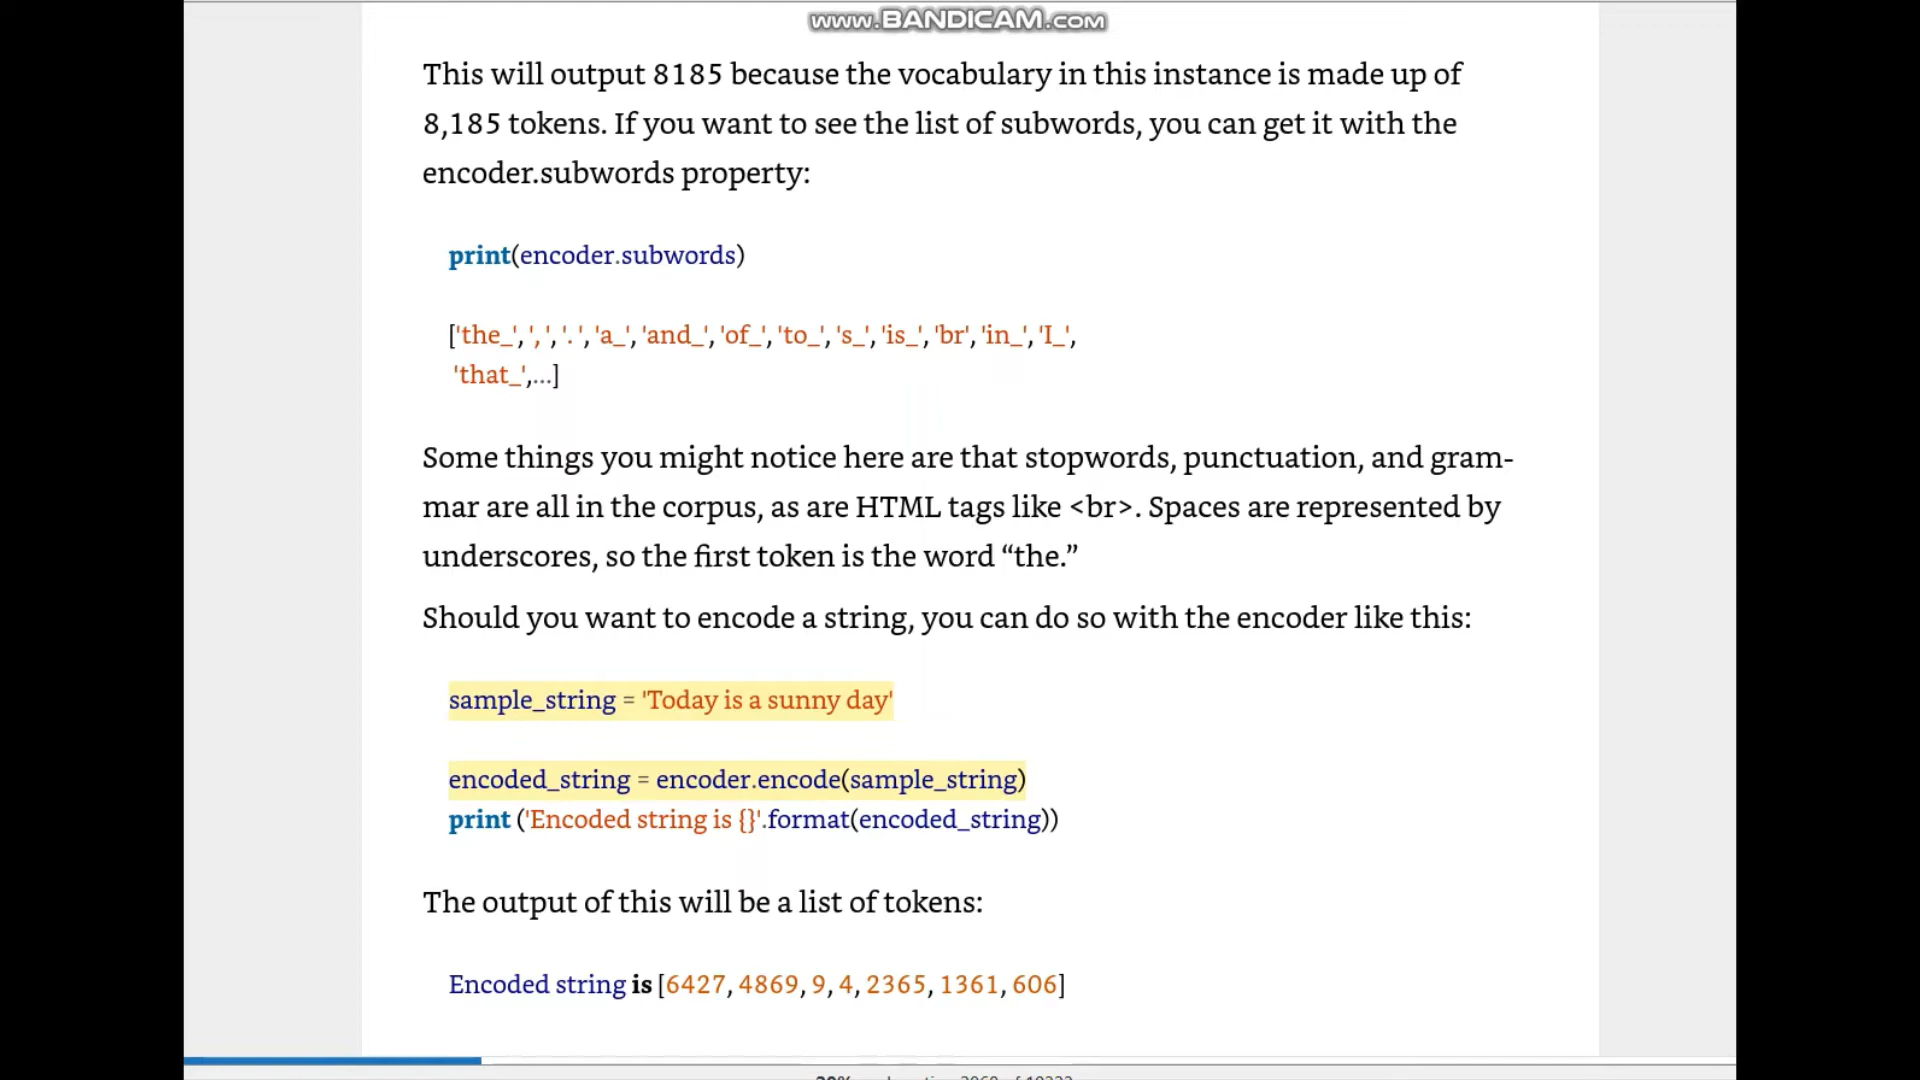 www.BANDICAM.com
This will output 8185 because the vocabulary in this instance is made up of
8,185 tokens. If you want to see the list of subwords, you can get it with the
encoder.subwords property:
print(encoder.subwords)
['the_', ', ', '. ', 'a_', 'and_', 'of_', 'to_', 's_', 'is_', 'br', 'in_', 'I_',
'that_',...]
Some things you might notice here are that stopwords, punctuation, and gram-
mar are all in the corpus, as are HTML tags like <br>. Spaces are represented by
underscores, so the first token is the word “the.”
Should you want to encode a string, you can do so with the encoder like this:
sample_string = 'Today is a sunny day'
encoded_string = encoder.encode(sample_string)
print ('Encoded string is {}'.format(encoded_string))
The output of this will be a list of tokens:
Encoded string is [6427, 4869, 9, 4, 2365, 1361, 606]